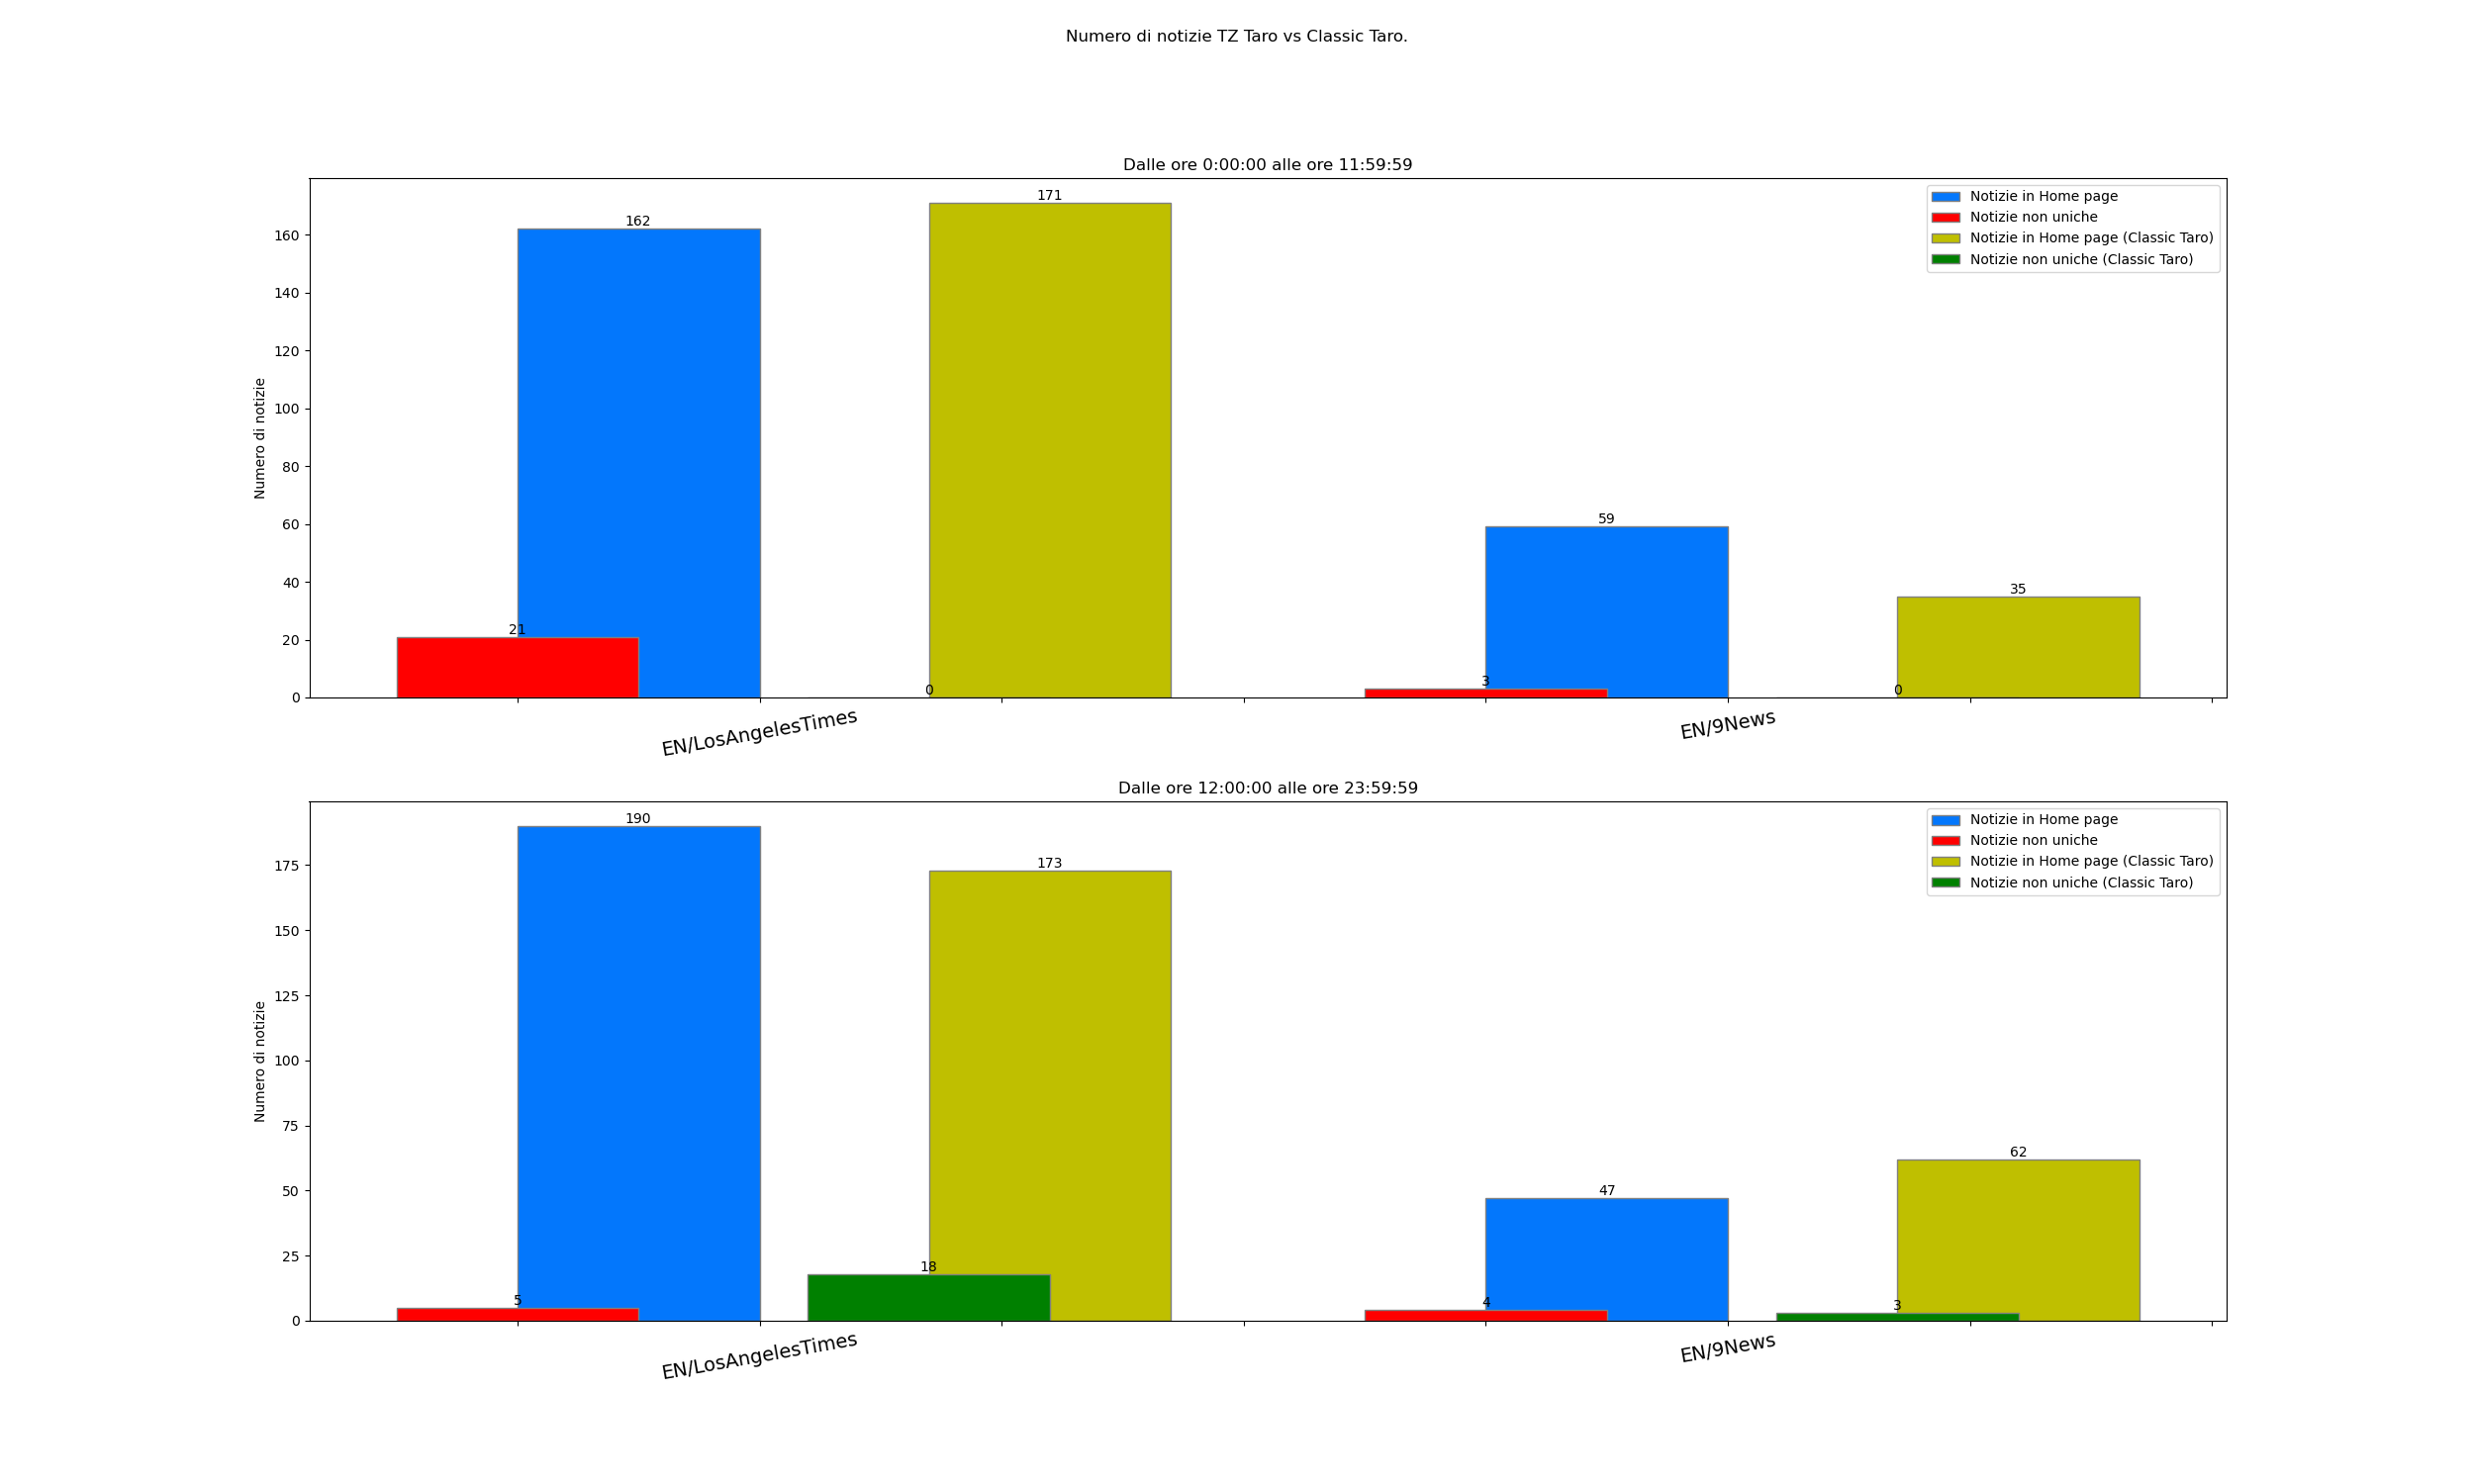 Numero di notizie TZ Taro vs Classic Taro.
Dalle ore 0:00:00 alle ore 11:59:59
Numero di notizie
160
140
120
100
80
60
40
20
0
162
171
21
0
59
35
3
0
Notizie in Home page
Notizie non uniche
Notizie in Home page (Classic Taro)
Notizie non uniche (Classic Taro)
EN/LosAngelesTimes
EN/9News
Dalle ore 12:00:00 alle ore 23:59:59
Numero di notizie
175
150
125
100
75
50
25
0
190
173
5
18
47
62
4
3
Notizie in Home page
Notizie non uniche
Notizie in Home page (Classic Taro)
Notizie non uniche (Classic Taro)
EN/LosAngelesTimes
EN/9News